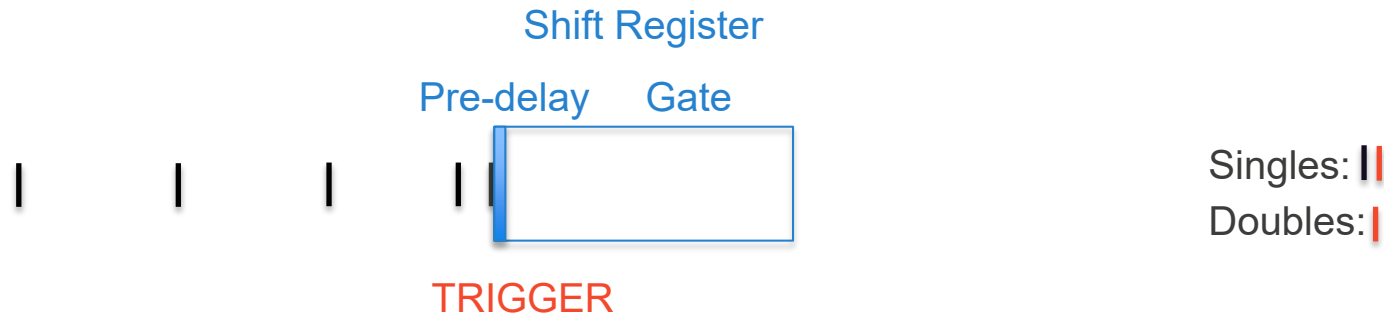 Shift Register
Pre-delay Gate
Singles:
Doubles:
TRIGGER